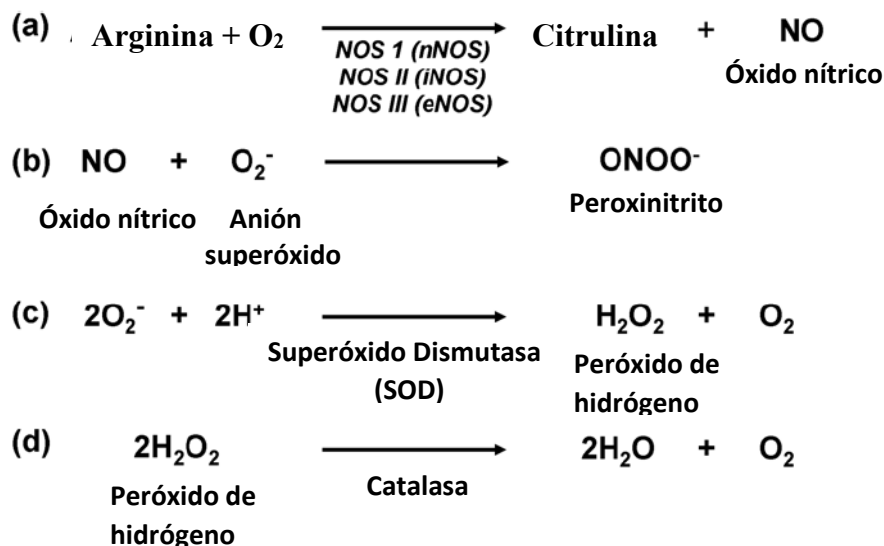 (a) Arginina + O₂ Citrulina + NO
NOS 1 (nNOS)
NOS II (iNOS)
NOS III (eNOS)
Óxido nítrico
(b) NO + O₂⁻ ONOO⁻
Óxido nítrico Anión superóxido Peroxinitrito
(c) 2O₂⁻ + 2H⁺ H₂O₂ + O₂
Superóxido Dismutasa
(SOD)
Peróxido de
hidrógeno
(d) 2H₂O₂ 2H₂O + O₂
Peróxido de
hidrógeno
Catalasa